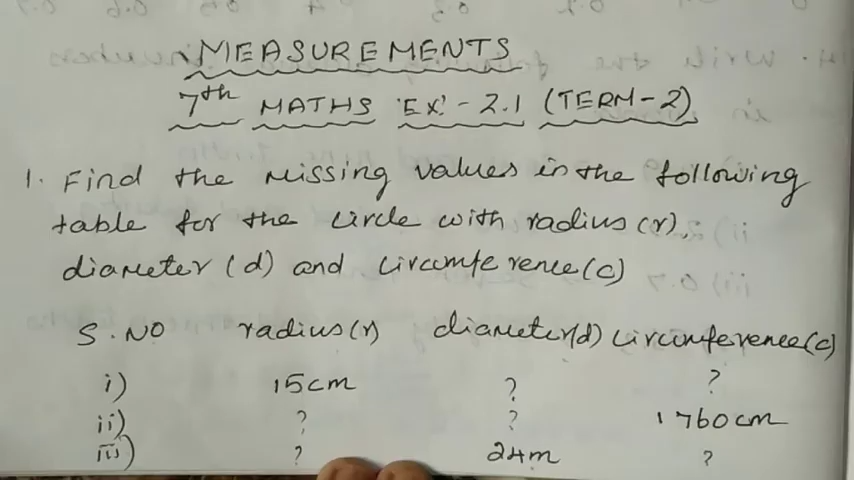 MEASUREMENTS
7th MATHS 'EX' - 2.1 (TERM-2)
1. Find the Missing values in the following
table for the circle with radius (r),
diameter (d) and circumference (c)
S.NO radius(r) diameter(d) circumference(c)
i) 15cm ? ?
ii) ? ? 1760cm
iii) ? 24m ?